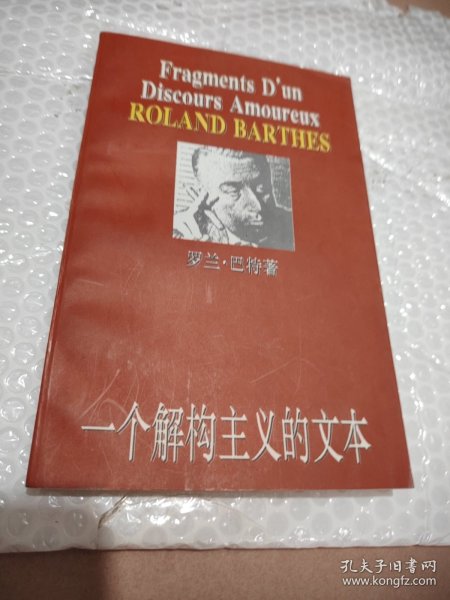 Fragments D'un
Discours Amoureux
ROLAND BARTHES
罗兰·巴特著
一个解构主义的文本
孔夫子旧书网
www.kongfz.com